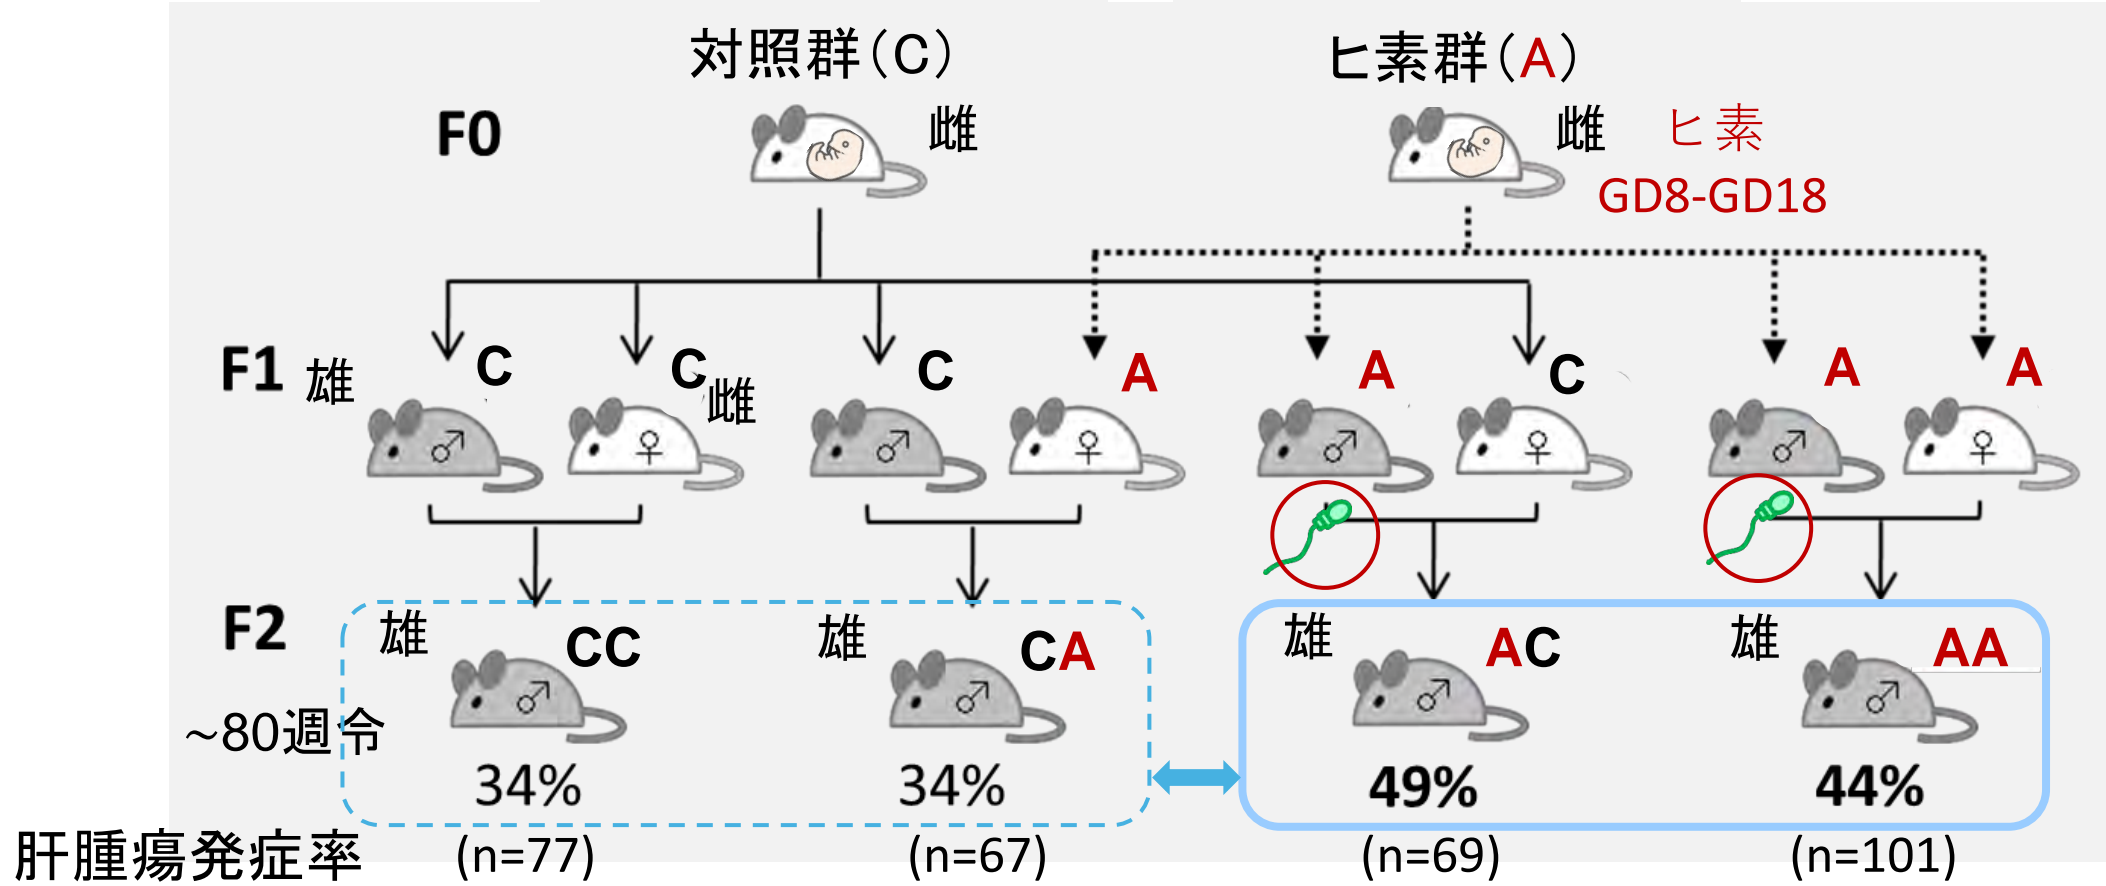 対照群(C)
ヒ素群(A)
F0
雌
雌
ヒ素
GD8-GD18
F1
雄
C
C
雌
C
A
A
C
A
A
♂
♀
♂
♀
♂
♀
♂
♀
F2
雄
CC
雄
CA
雄
AC
雄
AA
♂
♂
♂
♂
~80週令
34%
34%
49%
44%
肝腫瘍発症率
(n=77)
(n=67)
(n=69)
(n=101)